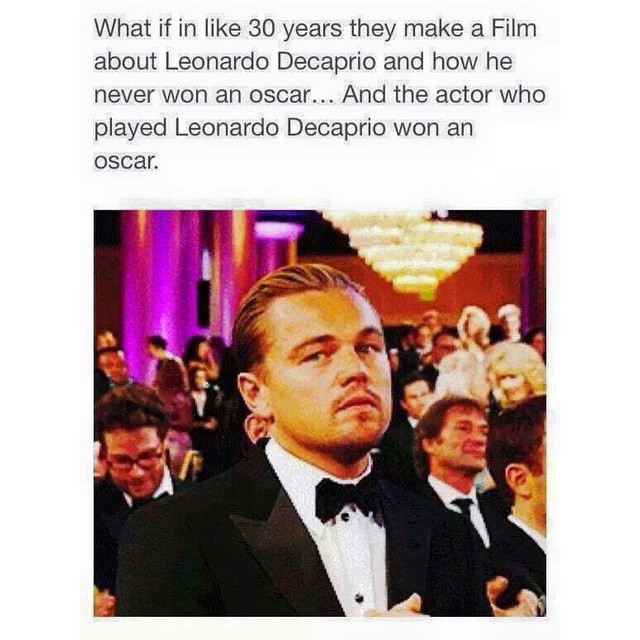 What if in like 30 years they make a Film
about Leonardo Decaprio and how he
never won an oscar... And the actor who
played Leonardo Decaprio won an
oscar.